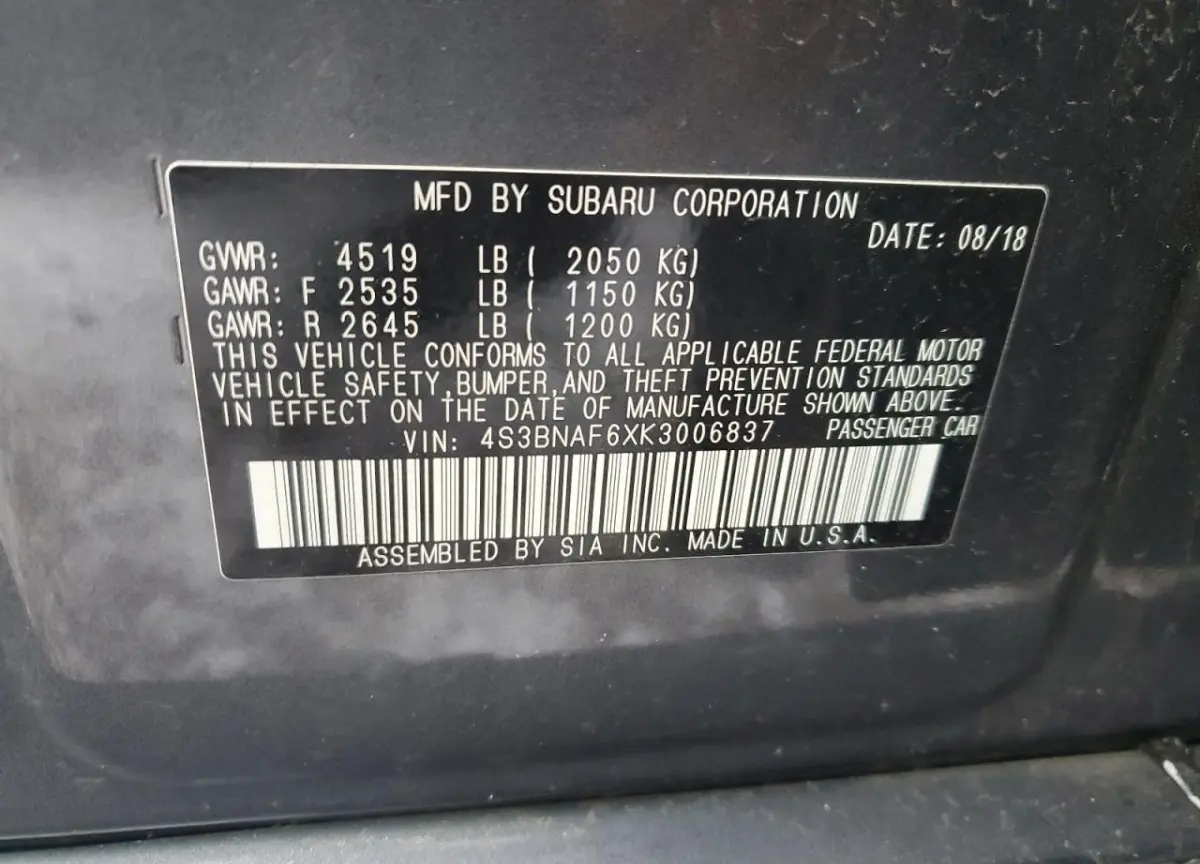 MFD BY SUBARU CORPORATION
DATE: 08/18
GVWR: 4519 LB ( 2050 KG)
GAWR: F 2535 LB ( 1150 KG)
GAWR: R 2645 LB ( 1200 KG)
THIS VEHICLE CONFORMS TO ALL APPLICABLE FEDERAL MOTOR
VEHICLE SAFETY,BUMPER,AND THEFT PREVENTION STANDARDS
IN EFFECT ON THE DATE OF MANUFACTURE SHOWN ABOVE.
VIN: 4S3BNAF6XK3006837 PASSENGER CAR
ASSEMBLED BY SIA INC. MADE IN U.S.A.